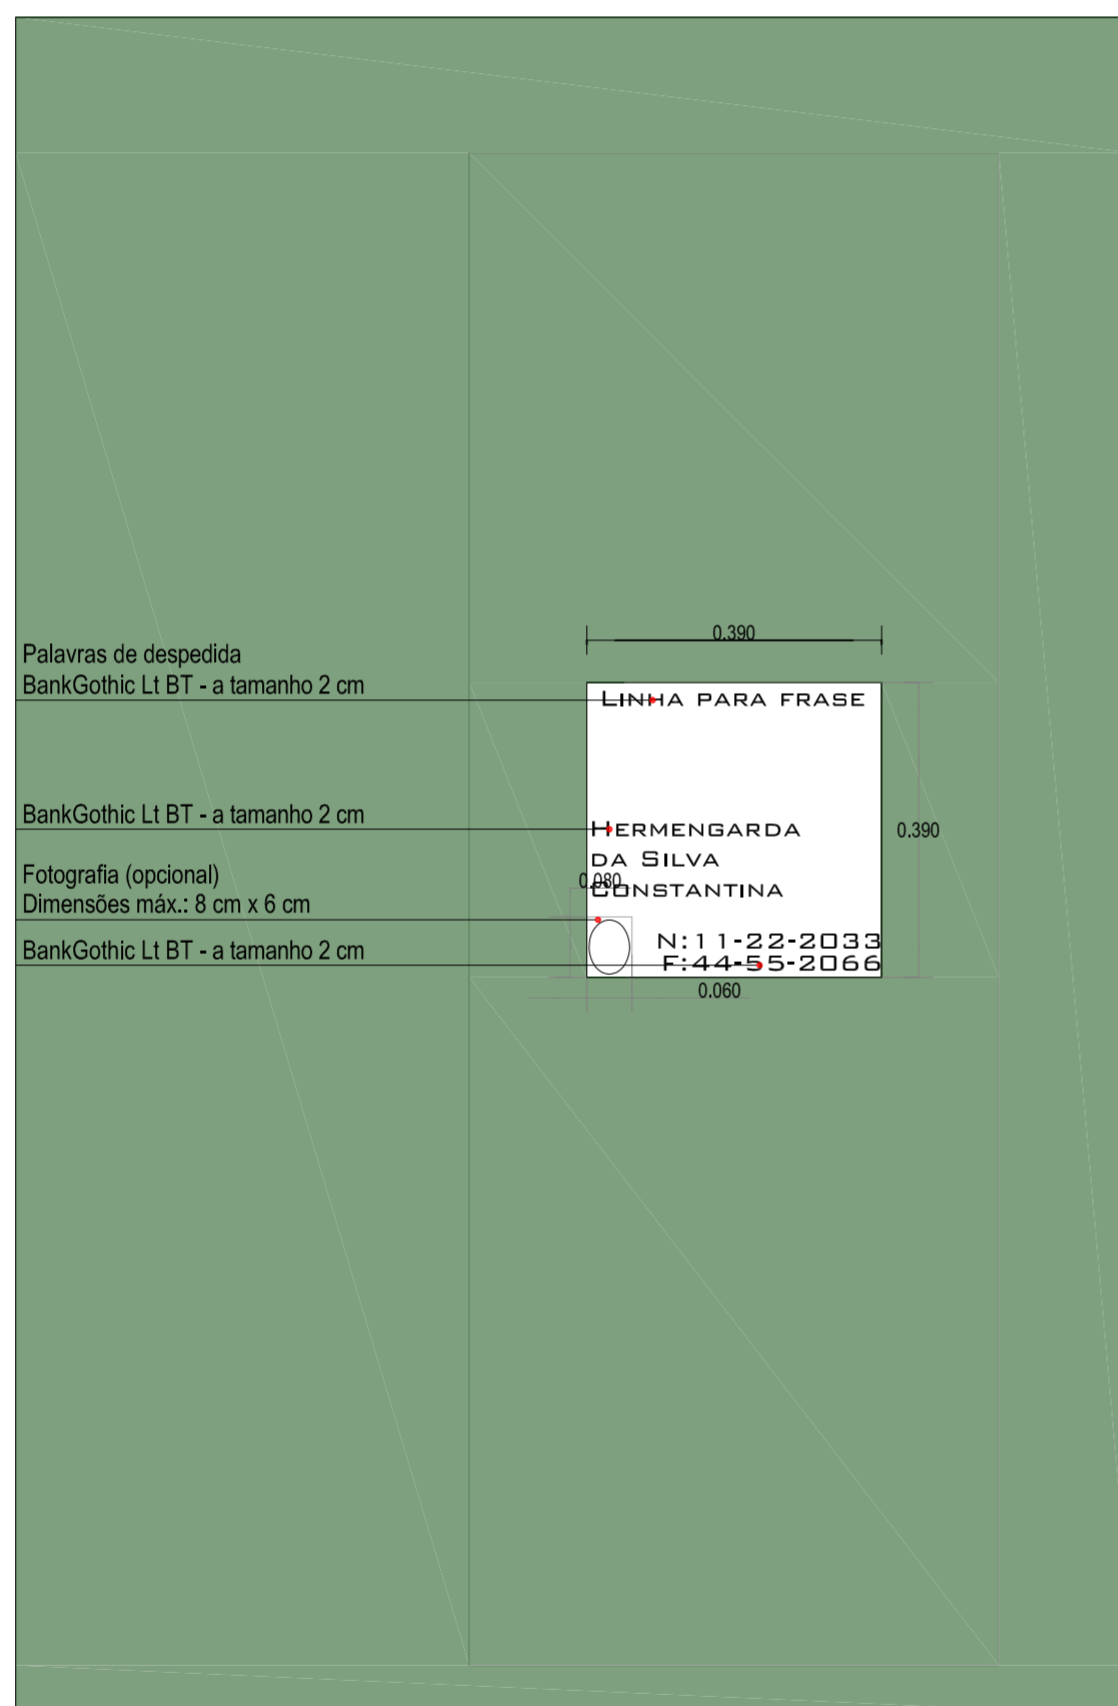 0.390
Palavras de despedida
BankGothic Lt BT - a tamanho 2 cm
Linha para frase
BankGothic Lt BT - a tamanho 2 cm
Hermengarda
da Silva
Constantina
0.390
0.080
Fotografia (opcional)
Dimensões máx.: 8 cm x 6 cm
BankGothic Lt BT - a tamanho 2 cm
N:11-22-2033
F:44-55-2066
0.060